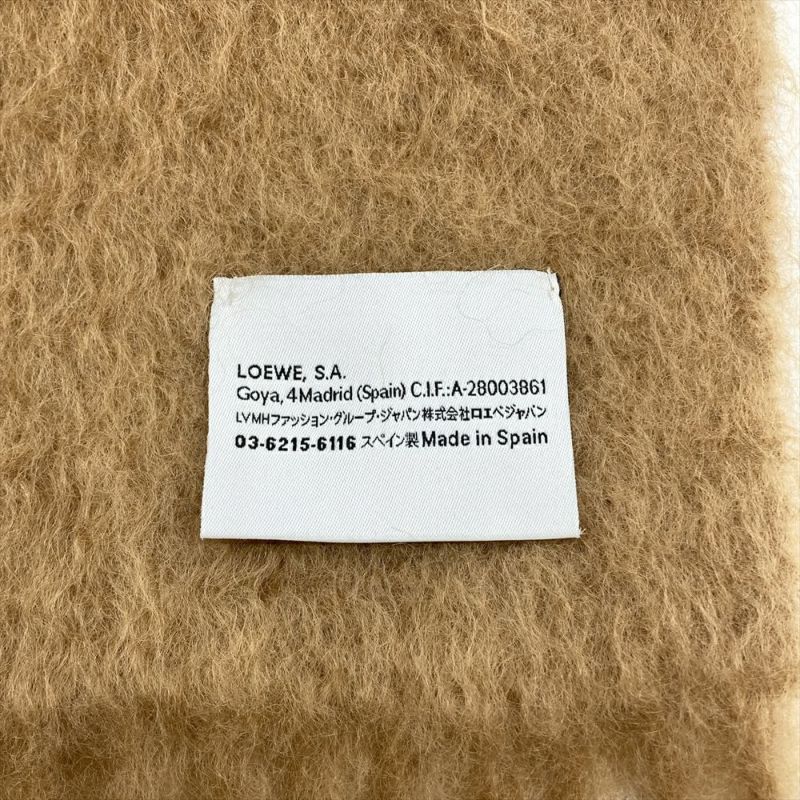 LOEWE, S.A.
Goya, 4 Madrid (Spain) C.I.F.:A-28003861
LVMHファッション・グループ・ジャパン株式会社ロエベジャパン
03-6215-6116 スペイン製 Made in Spain